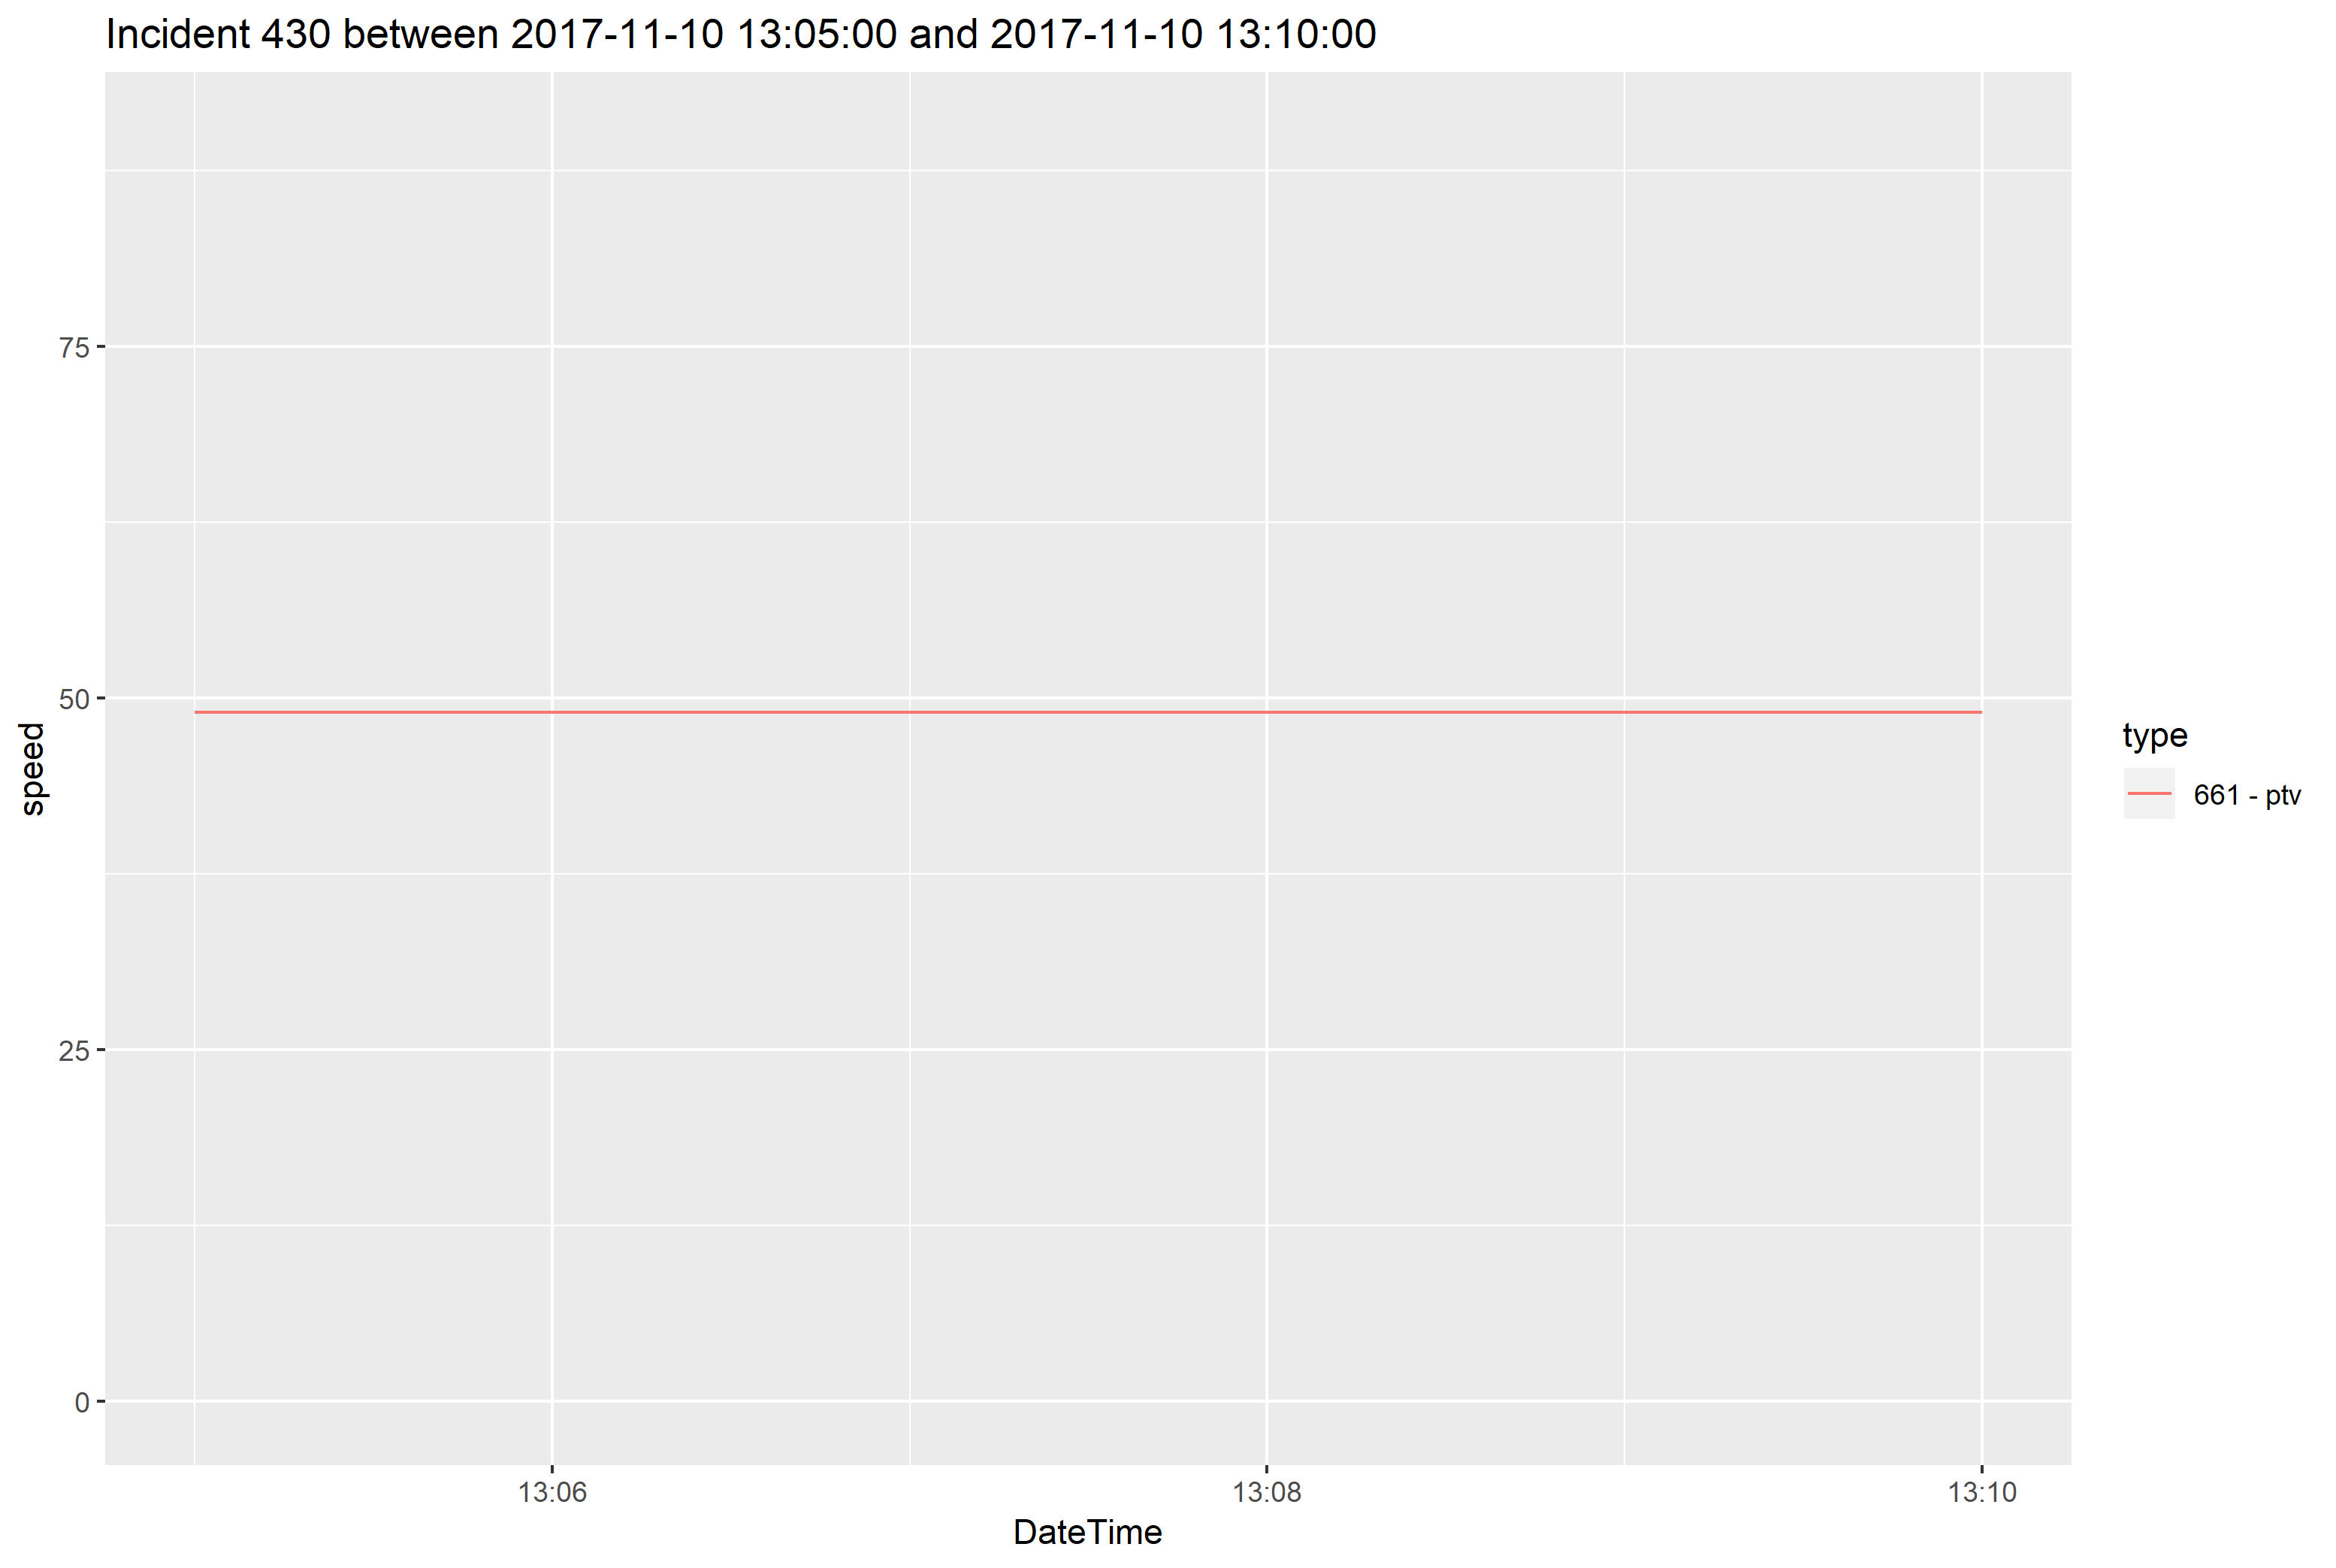 Incident 430 between 2017-11-10 13:05:00 and 2017-11-10 13:10:00
75
50
25
0
speed
13:06
13:08
13:10
DateTime
type
661 - ptv